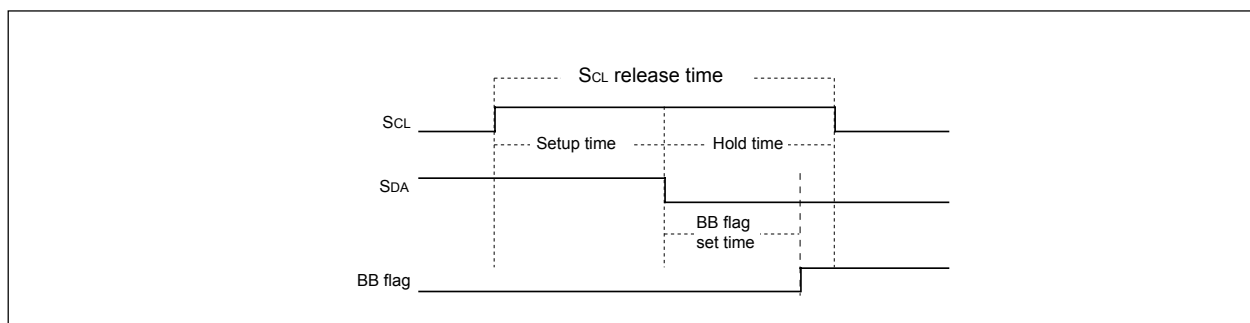 SCL release time
SCL
Setup time
Hold time
SDA
BB flag
set time
BB flag